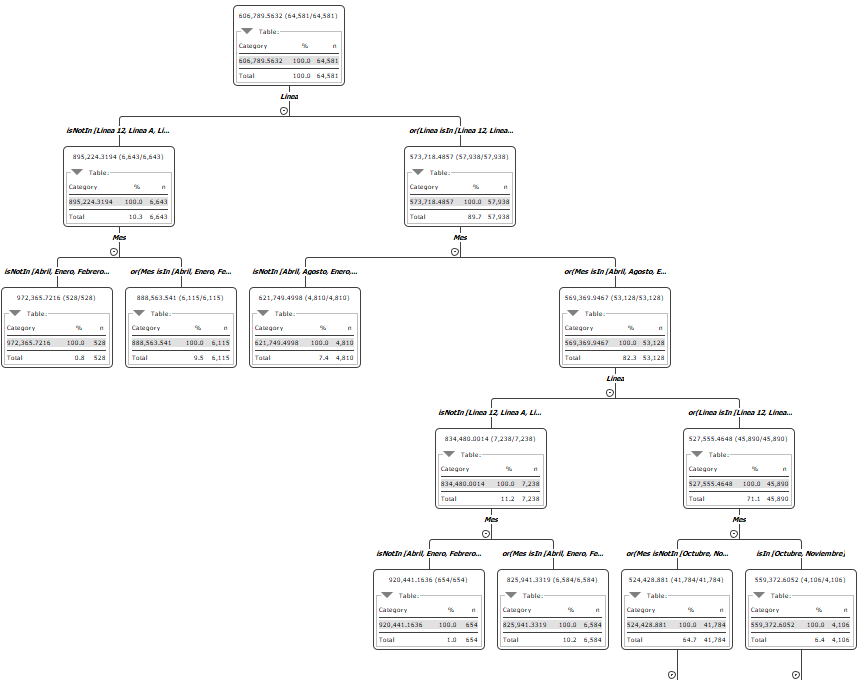 606,789.5632 (64,581/64,581)
Table:
Category % n
606,789.5632 100.0 64,581
Total 100.0 64,581
Linea
isNotIn [Linea 12, Linea A, Li...
or(Linea isIn [Linea 12, Linea...
895,224.3194 (6,643/6,643)
Table:
Category % n
895,224.3194 100.0 6,643
Total 10.3 6,643
573,718.4857 (57,938/57,938)
Table:
Category % n
573,718.4857 100.0 57,938
Total 89.7 57,938
Mes
Mes
isNotIn [Abril, Enero, Febrero...
or(Mes isIn [Abril, Enero, Fe...
isNotIn [Abril, Agosto, Enero,...
or(Mes isIn [Abril, Agosto, E...
972,365.7216 (528/528)
Table:
Category % n
972,365.7216 100.0 528
Total 0.8 528
888,563.541 (6,115/6,115)
Table:
Category % n
888,563.541 100.0 6,115
Total 9.5 6,115
621,749.4998 (4,810/4,810)
Table:
Category % n
621,749.4998 100.0 4,810
Total 7.4 4,810
569,369.9467 (53,128/53,128)
Table:
Category % n
569,369.9467 100.0 53,128
Total 82.3 53,128
Linea
isNotIn [Linea 12, Linea A, Li...
or(Linea isIn [Linea 12, Linea...
834,480.0014 (7,238/7,238)
Table:
Category % n
834,480.0014 100.0 7,238
Total 11.2 7,238
527,555.4648 (45,890/45,890)
Table:
Category % n
527,555.4648 100.0 45,890
Total 71.1 45,890
Mes
Mes
isNotIn [Abril, Enero, Febrero...
or(Mes isIn [Abril, Enero, Fe...
or(Mes isNotIn [Octubre, No...
isIn [Octubre, Noviembre]
920,441.1636 (654/654)
Table:
Category % n
920,441.1636 100.0 654
Total 1.0 654
825,941.3319 (6,584/6,584)
Table:
Category % n
825,941.3319 100.0 6,584
Total 10.2 6,584
524,428.881 (41,784/41,784)
Table:
Category % n
524,428.881 100.0 41,784
Total 64.7 41,784
559,372.6052 (4,106/4,106)
Table:
Category % n
559,372.6052 100.0 4,106
Total 6.4 4,106